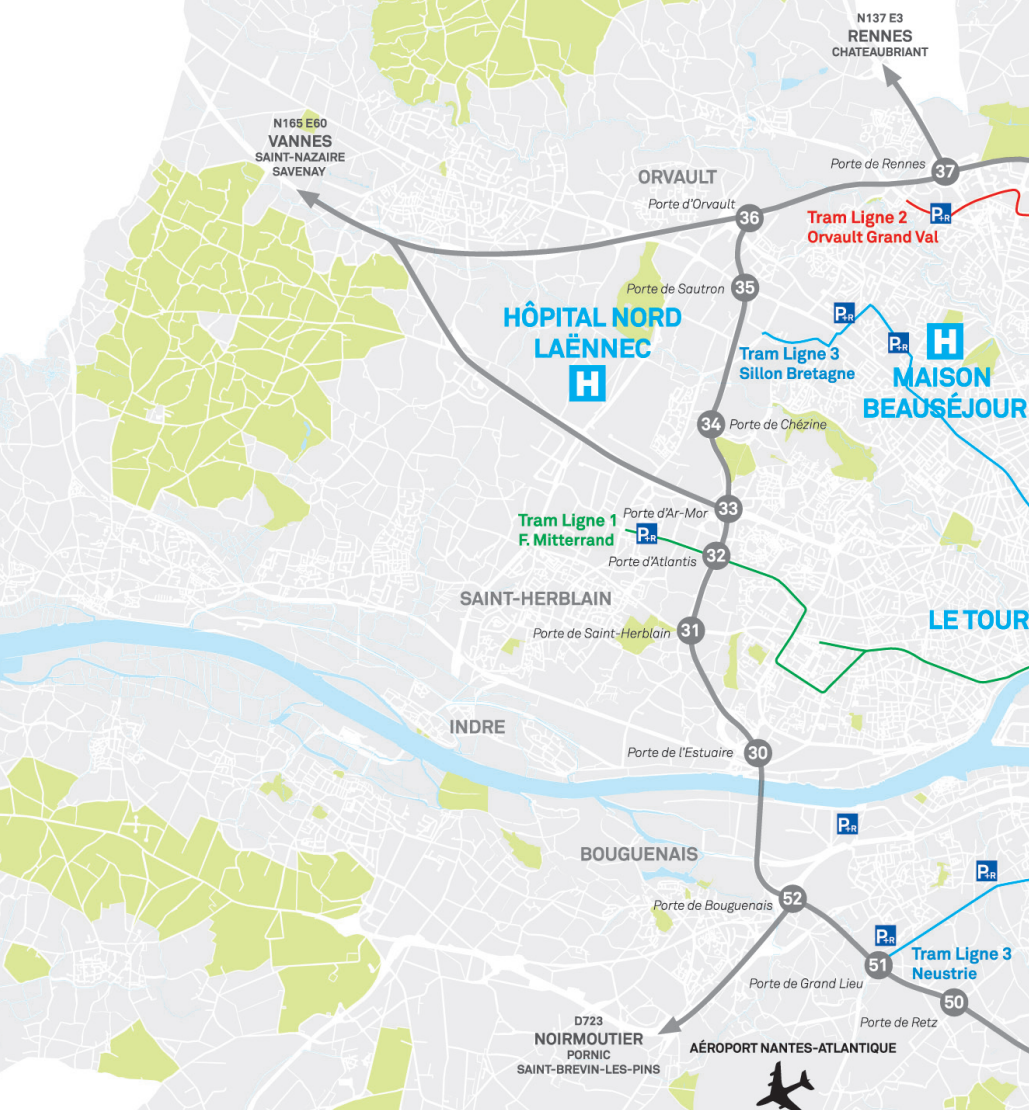 N137 E3
RENNES
CHATEAUBRIANT
N165 E60
VANNES
SAINT-NAZAIRE
SAVENAY
Porte de Rennes
37
ORVAULT
Porte d'Orvault
36
Tram Ligne 2
Orvault Grand Val
P+R
Porte de Sautron
35
HÔPITAL NORD
LAËNNEC
H
P+R
P+R
H
Tram Ligne 3
Sillon Bretagne
MAISON
BEAUSÉJOUR
34
Porte de Chézine
Porte d'Ar-Mor
33
Tram Ligne 1
F. Mitterrand
P+R
Porte d'Atlantis
32
SAINT-HERBLAIN
Porte de Saint-Herblain
31
LE TOUR
INDRE
Porte de l'Estuaire
30
P+R
BOUGUENAIS
P+R
Porte de Bouguenais
52
P+R
Tram Ligne 3
Neustrie
51
Porte de Grand Lieu
50
Porte de Retz
D723
NOIRMOUTIER
PORNIC
SAINT-BREVIN-LES-PINS
AÉROPORT NANTES-ATLANTIQUE